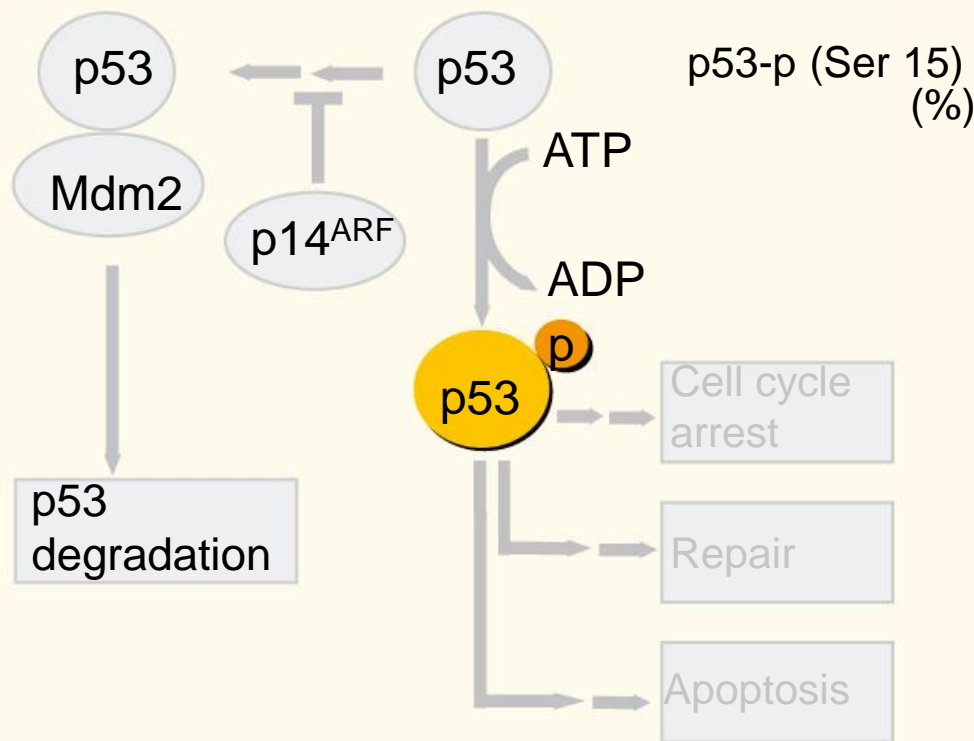 p53
p53
p53-p (Ser 15)
(%)
ATP
Mdm2
p14ARF
ADP
p
p53
Cell cycle
arrest
p53
degradation
Repair
Apoptosis